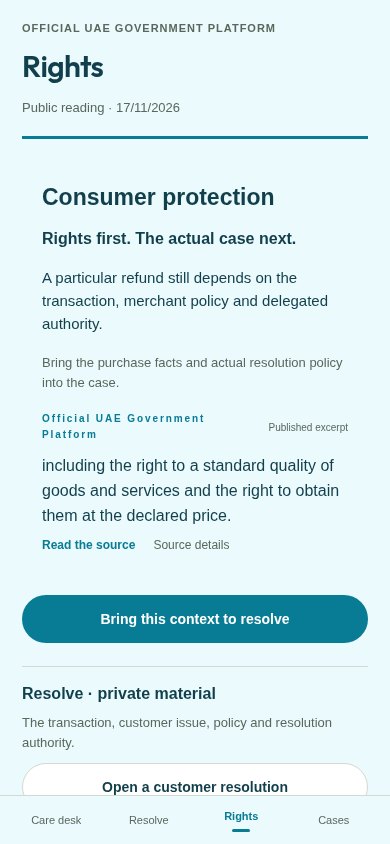 OFFICIAL UAE GOVERNMENT PLATFORM
Rights
Public reading · 17/11/2026
Consumer protection
Rights first. The actual case next.
A particular refund still depends on the
transaction, merchant policy and delegated
authority.
Bring the purchase facts and actual resolution policy
into the case.
Official UAE Government
Platform
Published excerpt
including the right to a standard quality of
goods and services and the right to obtain
them at the declared price.
Read the source Source details
Bring this context to resolve
Resolve · private material
The transaction, customer issue, policy and resolution
authority.
Open a customer resolution
Care desk Resolve Rights Cases